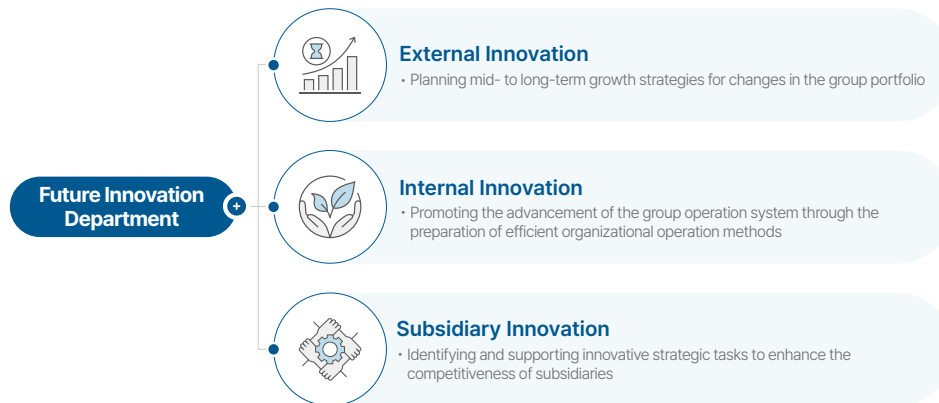 Future Innovation
Department
External Innovation
· Planning mid- to long-term growth strategies for changes in the group portfolio
Internal Innovation
· Promoting the advancement of the group operation system through the
preparation of efficient organizational operation methods
Subsidiary Innovation
· Identifying and supporting innovative strategic tasks to enhance the
competitiveness of subsidiaries